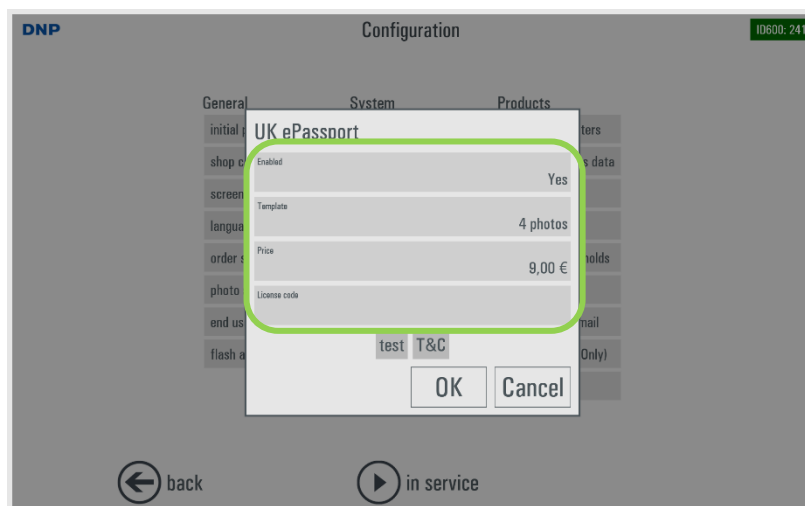 DNP
Configuration
ID600: 241
General System Products
initial
ters
shop c
s data
screen
langua
order s
holds
photo
end us
mail
flash a
Only)
UK ePassport
Enabled
Yes
Template
4 photos
Price
9,00 €
License code
test T&C
OK Cancel
back
in service